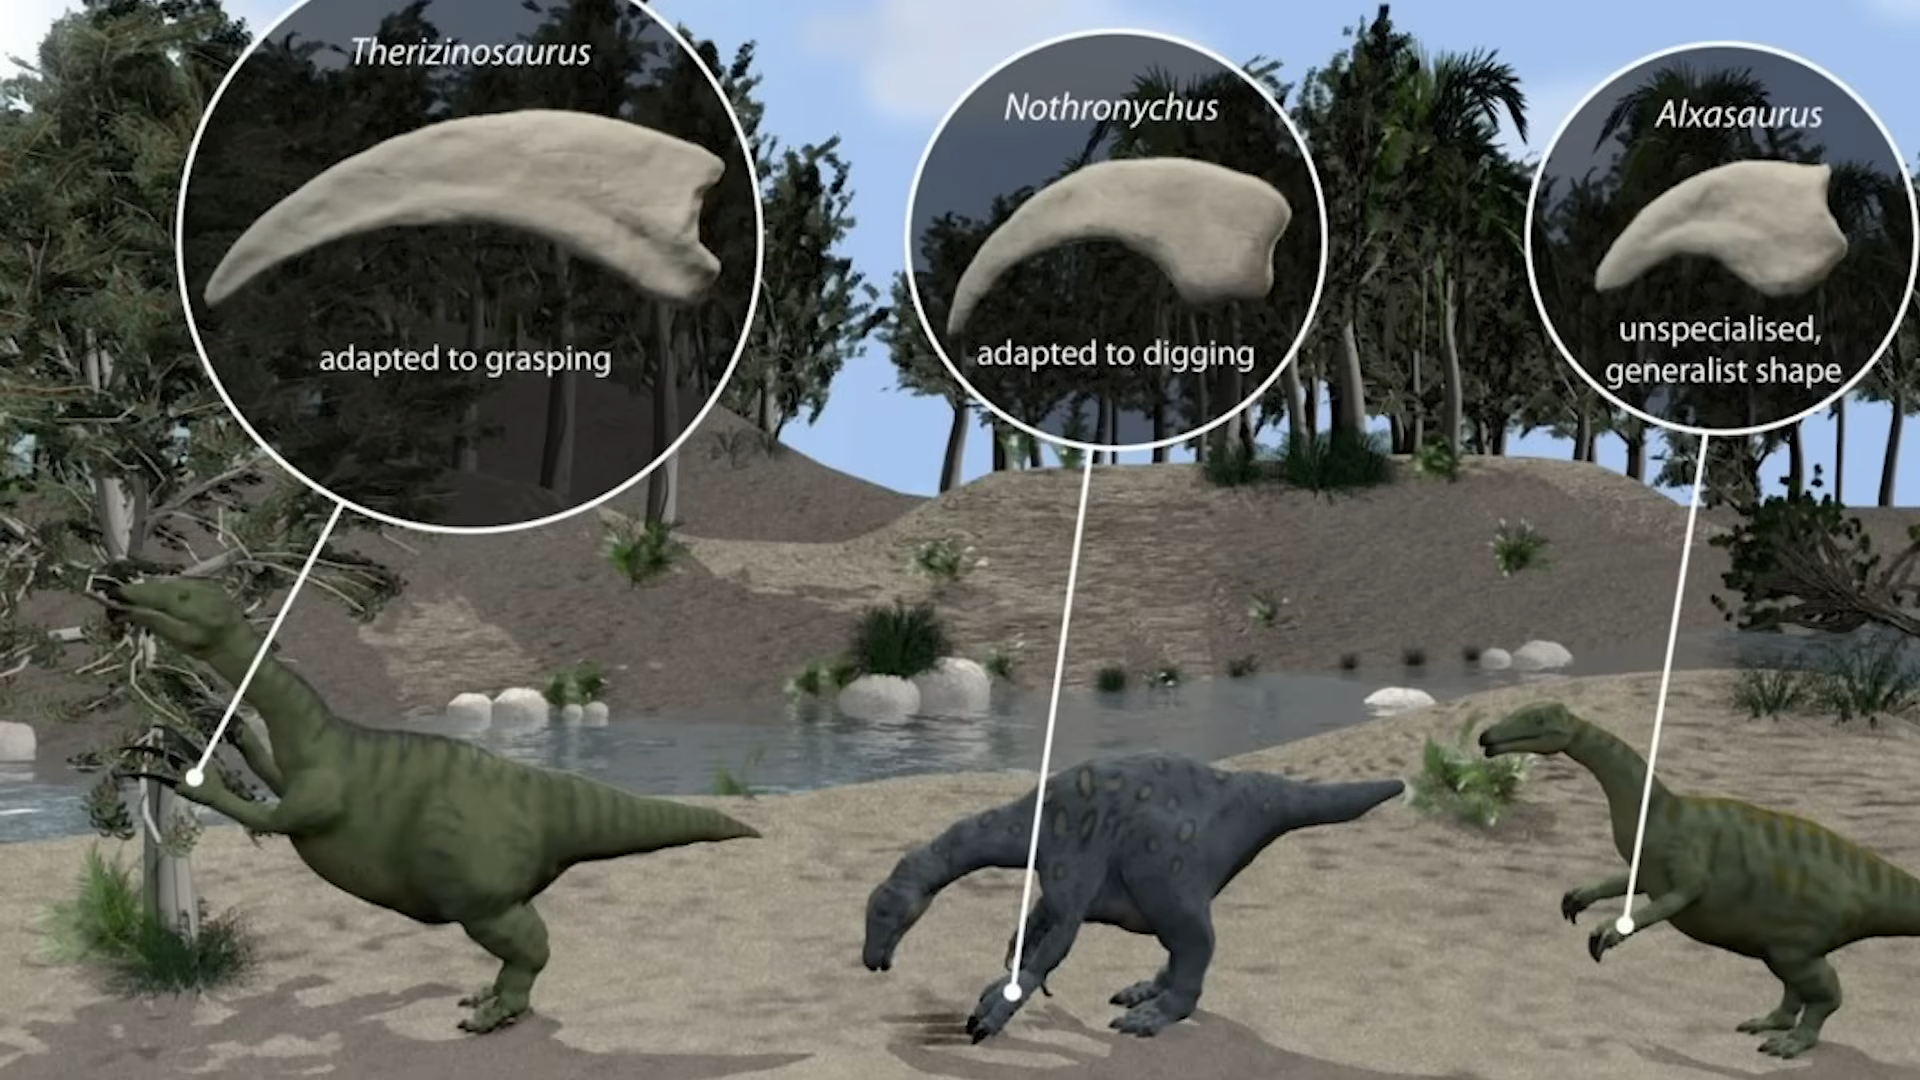 Therizinosaurus
adapted to grasping
Nothronychus
adapted to digging
Alxasaurus
unspecialised,
generalist shape